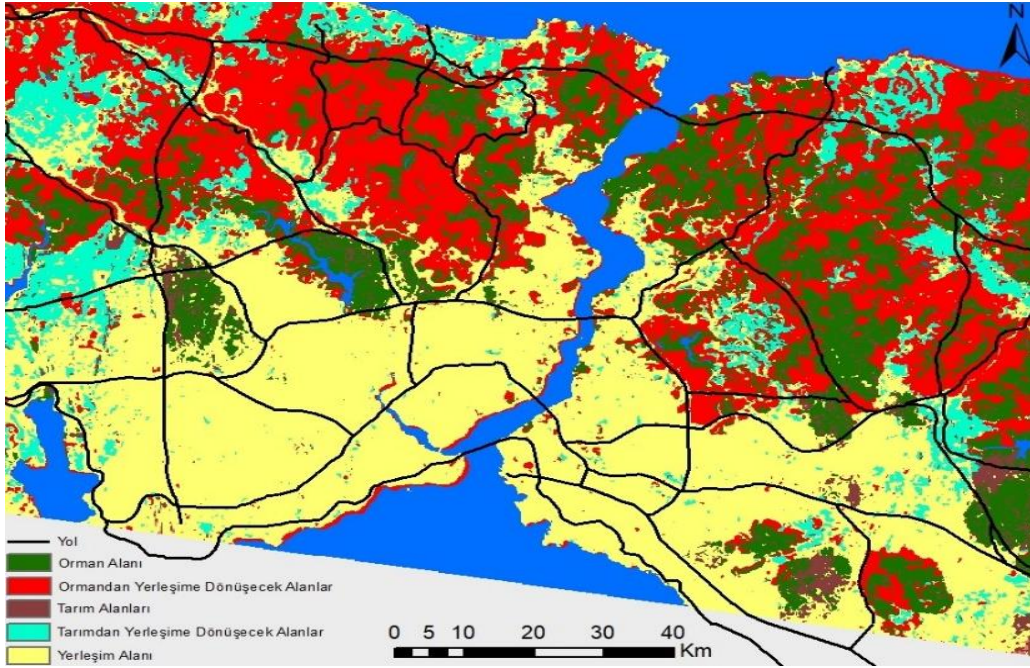 N
Yol
Orman Alanı
Ormandan Yerleşime Dönüşecek Alanlar
Tarım Alanları
Tarımdan Yerleşime Dönüşecek Alanlar
Yerleşim Alanı
0 5 10 20 30 40
Km